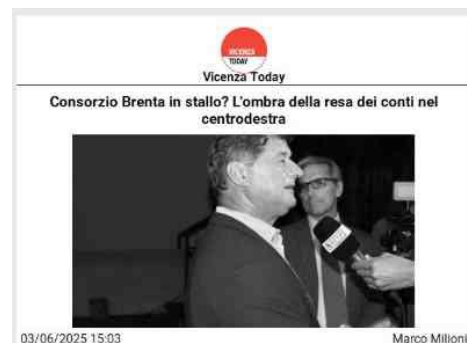 VICENZA
TODAY
Vicenza Today
Consorzio Brenta in stallo? L'ombra della resa dei conti nel
centrodestra
03/06/2025 15:03
Marco Milioni